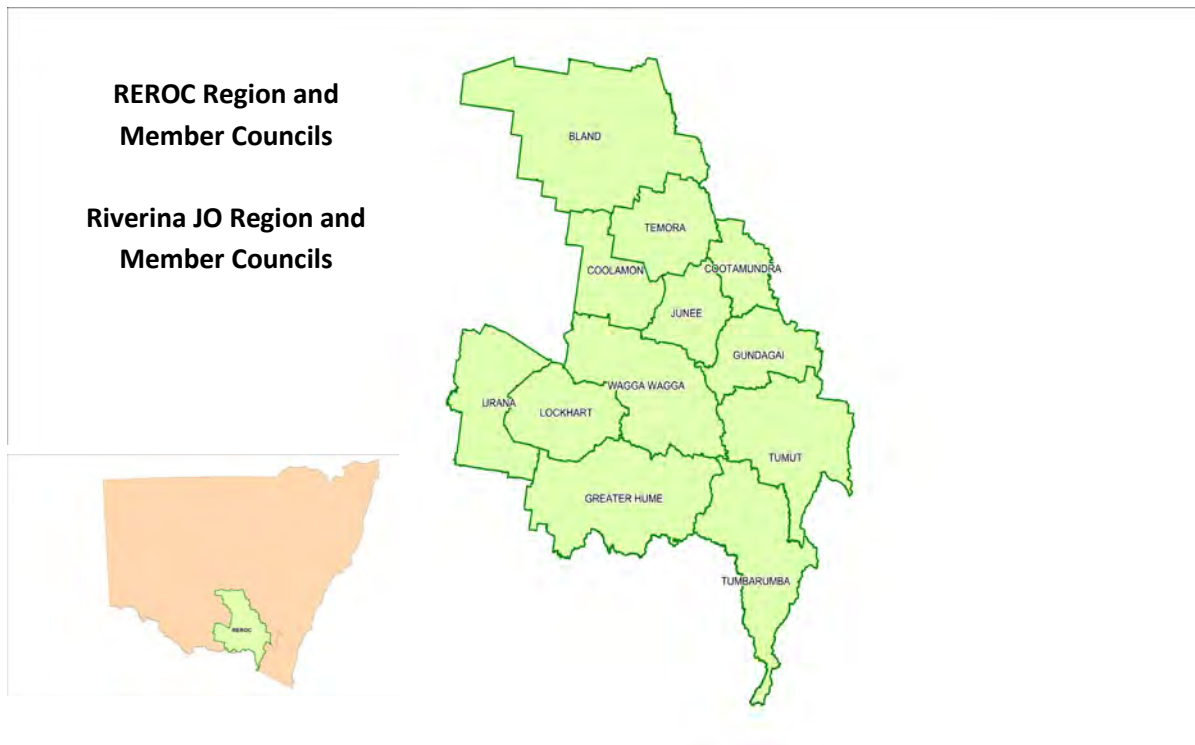 REROC Region and
Member Councils
Riverina JO Region and
Member Councils
BLAND
TEMORA
COOLAMON
COOTAMUNDRA
JUNEE
GUNDAGAI
WAGGA WAGGA
URANA
LOCKHART
TUMUT
GREATER HUME
TUMBARUMBA
REROC